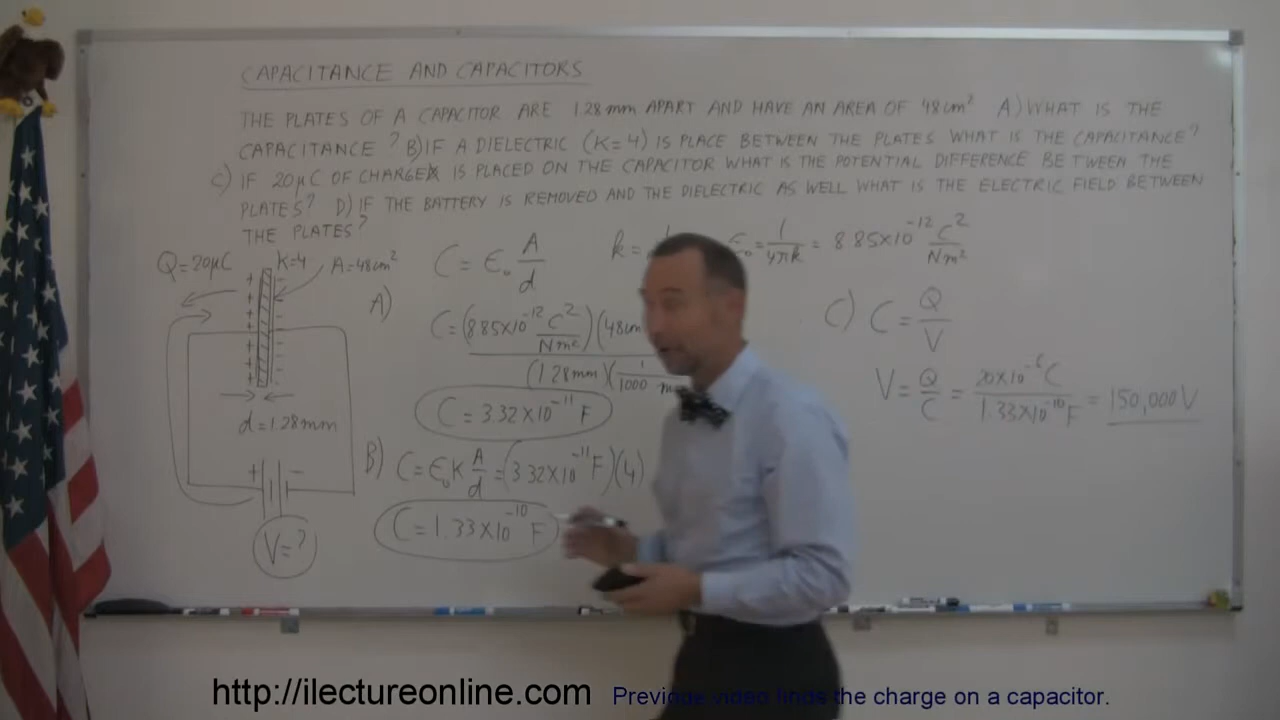 CAPACITANCE AND CAPACITORS
THE PLATES OF A CAPACITOR ARE 1.28mm APART AND HAVE AN AREA OF 48cm² A) WHAT IS THE
CAPACITANCE? B) IF A DIELECTRIC (K=4) IS PLACE BETWEEN THE PLATES WHAT IS THE CAPACITANCE?
C) IF 20μC OF CHARGE IS PLACED ON THE CAPACITOR WHAT IS THE POTENTIAL DIFFERENCE BETWEEN THE
PLATES? D) IF THE BATTERY IS REMOVED AND THE DIELECTRIC AS WELL WHAT IS THE ELECTRIC FIELD BETWEEN
THE PLATES?
Q=20μC K=4 A=48cm²
d=1.28mm
+ −
V=?
A) C = ε₀ A/d
k = ε₀ = 1/4πk = 8.85×10⁻¹² C²/Nm²
C = (8.85×10⁻¹² C²/Nm²)(48cm
(1.28mm)(1/1000
C = 3.32×10⁻¹¹ F
B) C = ε₀K A/d = (3.32×10⁻¹¹ F)(4)
C = 1.33×10⁻¹⁰ F
C) C = Q/V
V = Q/C = 20×10⁻⁶ C/1.33×10⁻¹⁰ F = 150,000 V
http://ilectureonline.com Previnde video finds the charge on a capacitor.